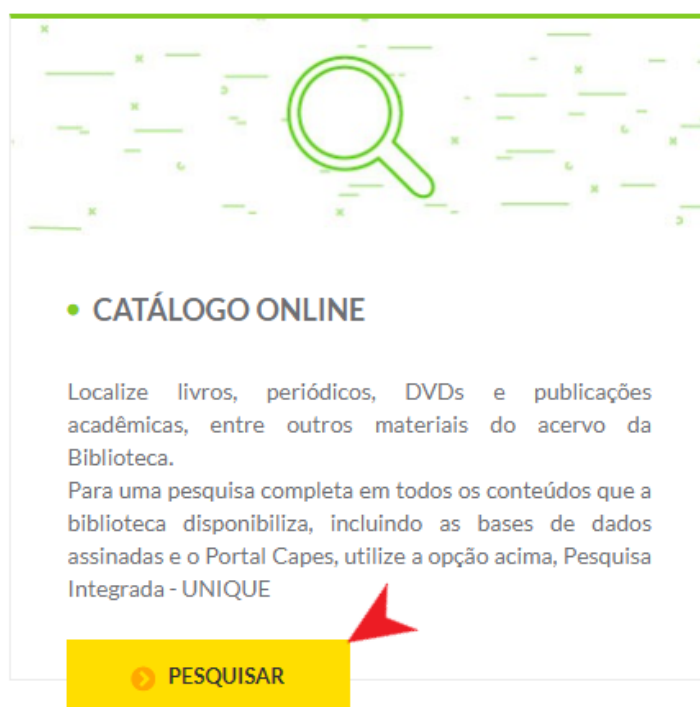 CATÁLOGO ONLINE
Localize livros, periódicos, DVDs e publicações
acadêmicas, entre outros materiais do acervo da
Biblioteca.
Para uma pesquisa completa em todos os conteúdos que a
biblioteca disponibiliza, incluindo as bases de dados
assinadas e o Portal Capes, utilize a opção acima, Pesquisa
Integrada - UNIQUE
PESQUISAR